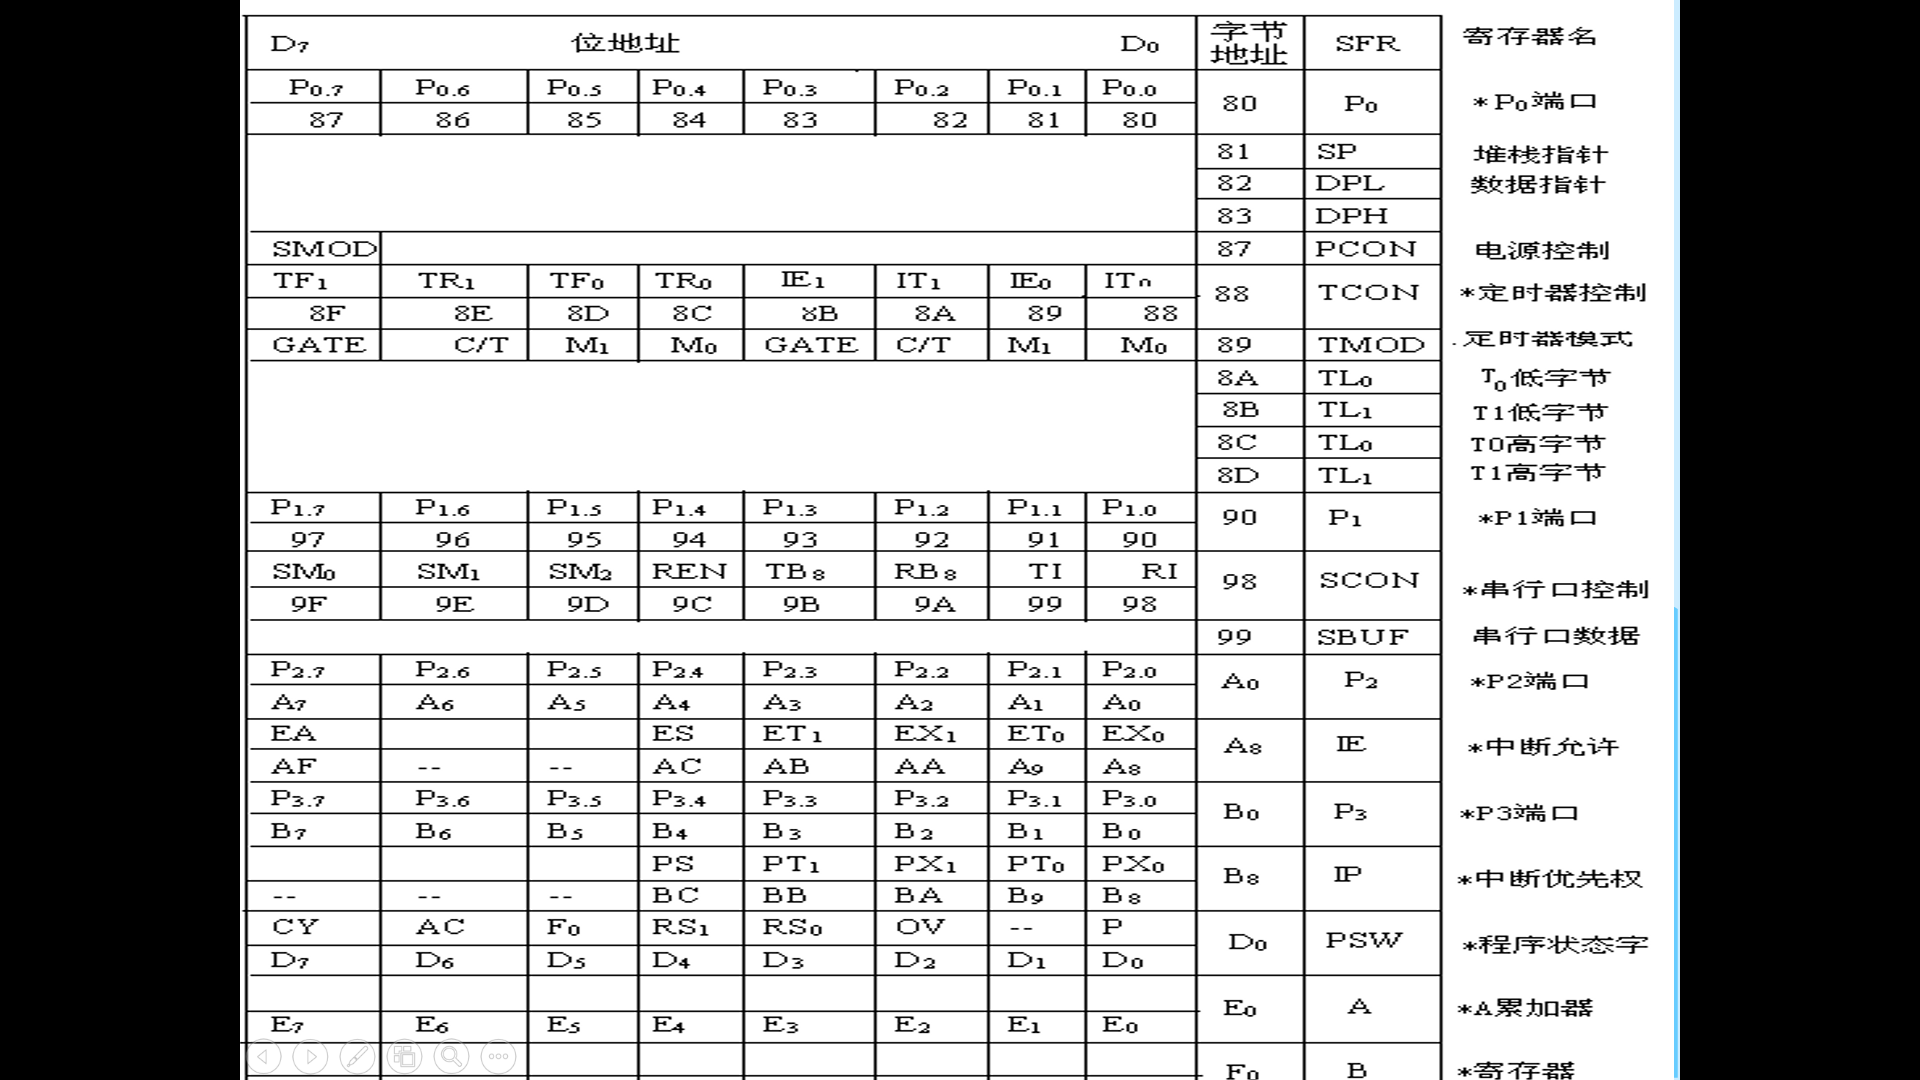 D7 位地址 D0 字节地址 SFR 寄存器名
P0.7 P0.6 P0.5 P0.4 P0.3 P0.2 P0.1 P0.0 80 P0 *P0端口
87 86 85 84 83 82 81 80
81 SP 堆栈指针
82 DPL 数据指针
83 DPH
SMOD 87 PCON 电源控制
TF1 TR1 TF0 TR0 IE1 IT1 IE0 IT0 88 TCON *定时器控制
8F 8E 8D 8C 8B 8A 89 88
GATE C/T M1 M0 GATE C/T M1 M0 89 TMOD .定时器模式
8A TL0 T0低字节
8B TL1 T1低字节
8C TL0 T0高字节
8D TL1 T1高字节
P1.7 P1.6 P1.5 P1.4 P1.3 P1.2 P1.1 P1.0 90 P1 *P1端口
97 96 95 94 93 92 91 90
SM0 SM1 SM2 REN TB8 RB8 TI RI 98 SCON *串行口控制
9F 9E 9D 9C 9B 9A 99 98
99 SBUF 串行口数据
P2.7 P2.6 P2.5 P2.4 P2.3 P2.2 P2.1 P2.0 A0 P2 *P2端口
A7 A6 A5 A4 A3 A2 A1 A0
EA ES ET1 EX1 ET0 EX0 A8 IE *中断允许
AF -- -- AC AB AA A9 A8
P3.7 P3.6 P3.5 P3.4 P3.3 P3.2 P3.1 P3.0 B0 P3 *P3端口
B7 B6 B5 B4 B3 B2 B1 B0
PS PT1 PX1 PT0 PX0 B8 IP *中断优先权
-- -- -- BC BB BA B9 B8
CY AC F0 RS1 RS0 OV -- P D0 PSW *程序状态字
D7 D6 D5 D4 D3 D2 D1 D0
E0 A *A累加器
E7 E6 E5 E4 E3 E2 E1 E0
F0 B *寄存器